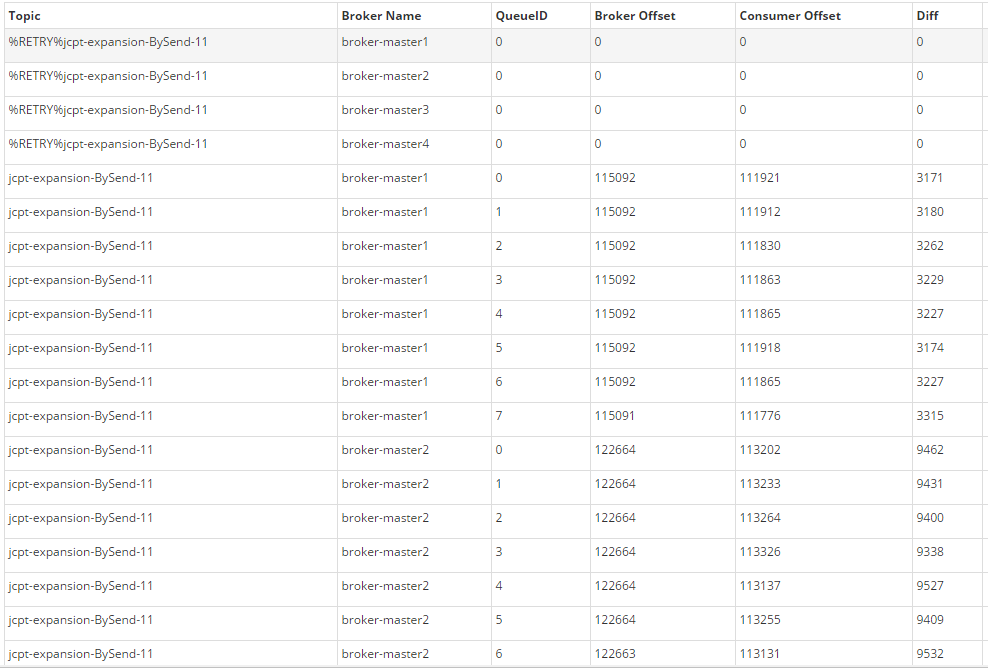 Topic Broker Name QueueID Broker Offset Consumer Offset Diff
%RETRY%jcpt-expansion-BySend-11 broker-master1 0 0 0 0
%RETRY%jcpt-expansion-BySend-11 broker-master2 0 0 0 0
%RETRY%jcpt-expansion-BySend-11 broker-master3 0 0 0 0
%RETRY%jcpt-expansion-BySend-11 broker-master4 0 0 0 0
jcpt-expansion-BySend-11 broker-master1 0 115092 111921 3171
jcpt-expansion-BySend-11 broker-master1 1 115092 111912 3180
jcpt-expansion-BySend-11 broker-master1 2 115092 111830 3262
jcpt-expansion-BySend-11 broker-master1 3 115092 111863 3229
jcpt-expansion-BySend-11 broker-master1 4 115092 111865 3227
jcpt-expansion-BySend-11 broker-master1 5 115092 111918 3174
jcpt-expansion-BySend-11 broker-master1 6 115092 111865 3227
jcpt-expansion-BySend-11 broker-master1 7 115091 111776 3315
jcpt-expansion-BySend-11 broker-master2 0 122664 113202 9462
jcpt-expansion-BySend-11 broker-master2 1 122664 113233 9431
jcpt-expansion-BySend-11 broker-master2 2 122664 113264 9400
jcpt-expansion-BySend-11 broker-master2 3 122664 113326 9338
jcpt-expansion-BySend-11 broker-master2 4 122664 113137 9527
jcpt-expansion-BySend-11 broker-master2 5 122664 113255 9409
jcpt-expansion-BySend-11 broker-master2 6 122663 113131 9532